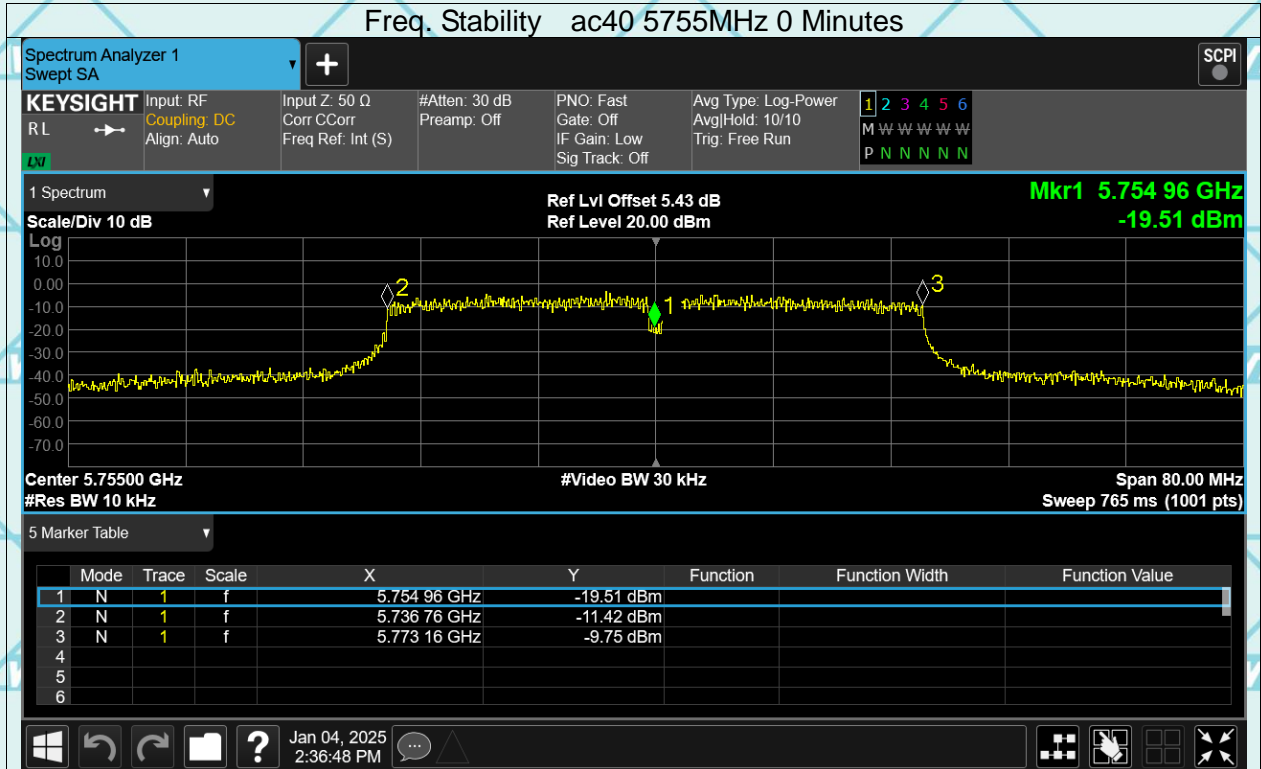 Freq. Stability ac40 5755MHz 0 Minutes
Spectrum Analyzer 1
Swept SA
SCPI
KEYSIGHT
RL
LXI
Input: RF
Coupling: DC
Align: Auto
Input Z: 50 Ω
Corr CCorr
Freq Ref: Int (S)
#Atten: 30 dB
Preamp: Off
PNO: Fast
Gate: Off
IF Gain: Low
Sig Track: Off
Avg Type: Log-Power
Avg|Hold: 10/10
Trig: Free Run
1 2 3 4 5 6
M W W W W W
P N N N N N
1 Spectrum
Scale/Div 10 dB
Ref Lvl Offset 5.43 dB
Ref Level 20.00 dBm
Mkr1 5.754 96 GHz
-19.51 dBm
Log
10.0
0.00
-10.0
-20.0
-30.0
-40.0
-50.0
-60.0
-70.0
2
1
3
Center 5.75500 GHz
#Res BW 10 kHz
#Video BW 30 kHz
Span 80.00 MHz
Sweep 765 ms (1001 pts)
5 Marker Table
Mode Trace Scale X Y Function Function Width Function Value
1 N 1 f 5.754 96 GHz -19.51 dBm
2 N 1 f 5.736 76 GHz -11.42 dBm
3 N 1 f 5.773 16 GHz -9.75 dBm
4
5
6
?
Jan 04, 2025
2:36:48 PM